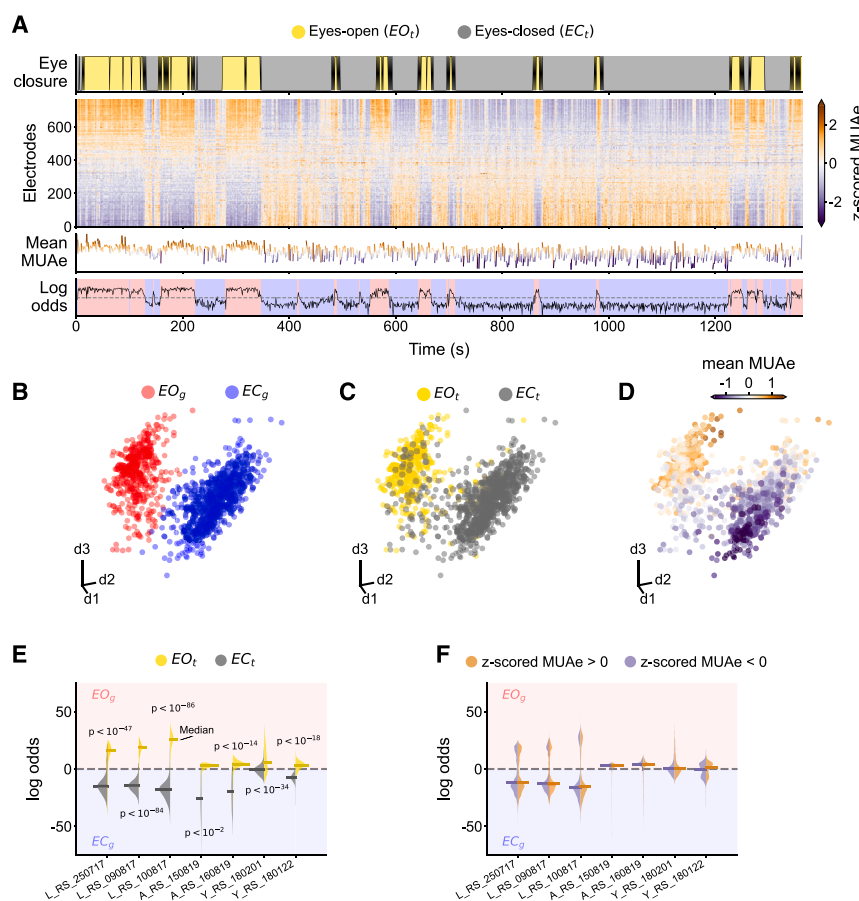 A
Eyes-open (EOt)
Eyes-closed (ECt)
Eye
closure
Electrodes
600
400
200
0
2
0
-2
z-scored MUAe
Mean
MUAe
Log
odds
0
200
400
600
800
1000
1200
Time (s)
B
EOg
ECg
d3
d2
d1
C
EOt
ECt
d3
d2
d1
D
mean MUAe
-1
0
1
d3
d2
d1
E
EOt
ECt
EOg
p < 10⁻⁸⁶
p < 10⁻⁴⁷
Median
p < 10⁻¹⁴
p < 10⁻¹⁸
p < 10⁻³⁴
p < 10⁻⁸⁴
p < 10⁻²
ECg
log odds
50
0
-50
L_RS_250717
L_RS_090817
L_RS_100817
A_RS_150819
A_RS_160819
Y_RS_180201
Y_RS_180122
F
z-scored MUAe > 0
z-scored MUAe < 0
EOg
ECg
log odds
50
0
-50
L_RS_250717
L_RS_090817
L_RS_100817
A_RS_150819
A_RS_160819
Y_RS_180201
Y_RS_180122